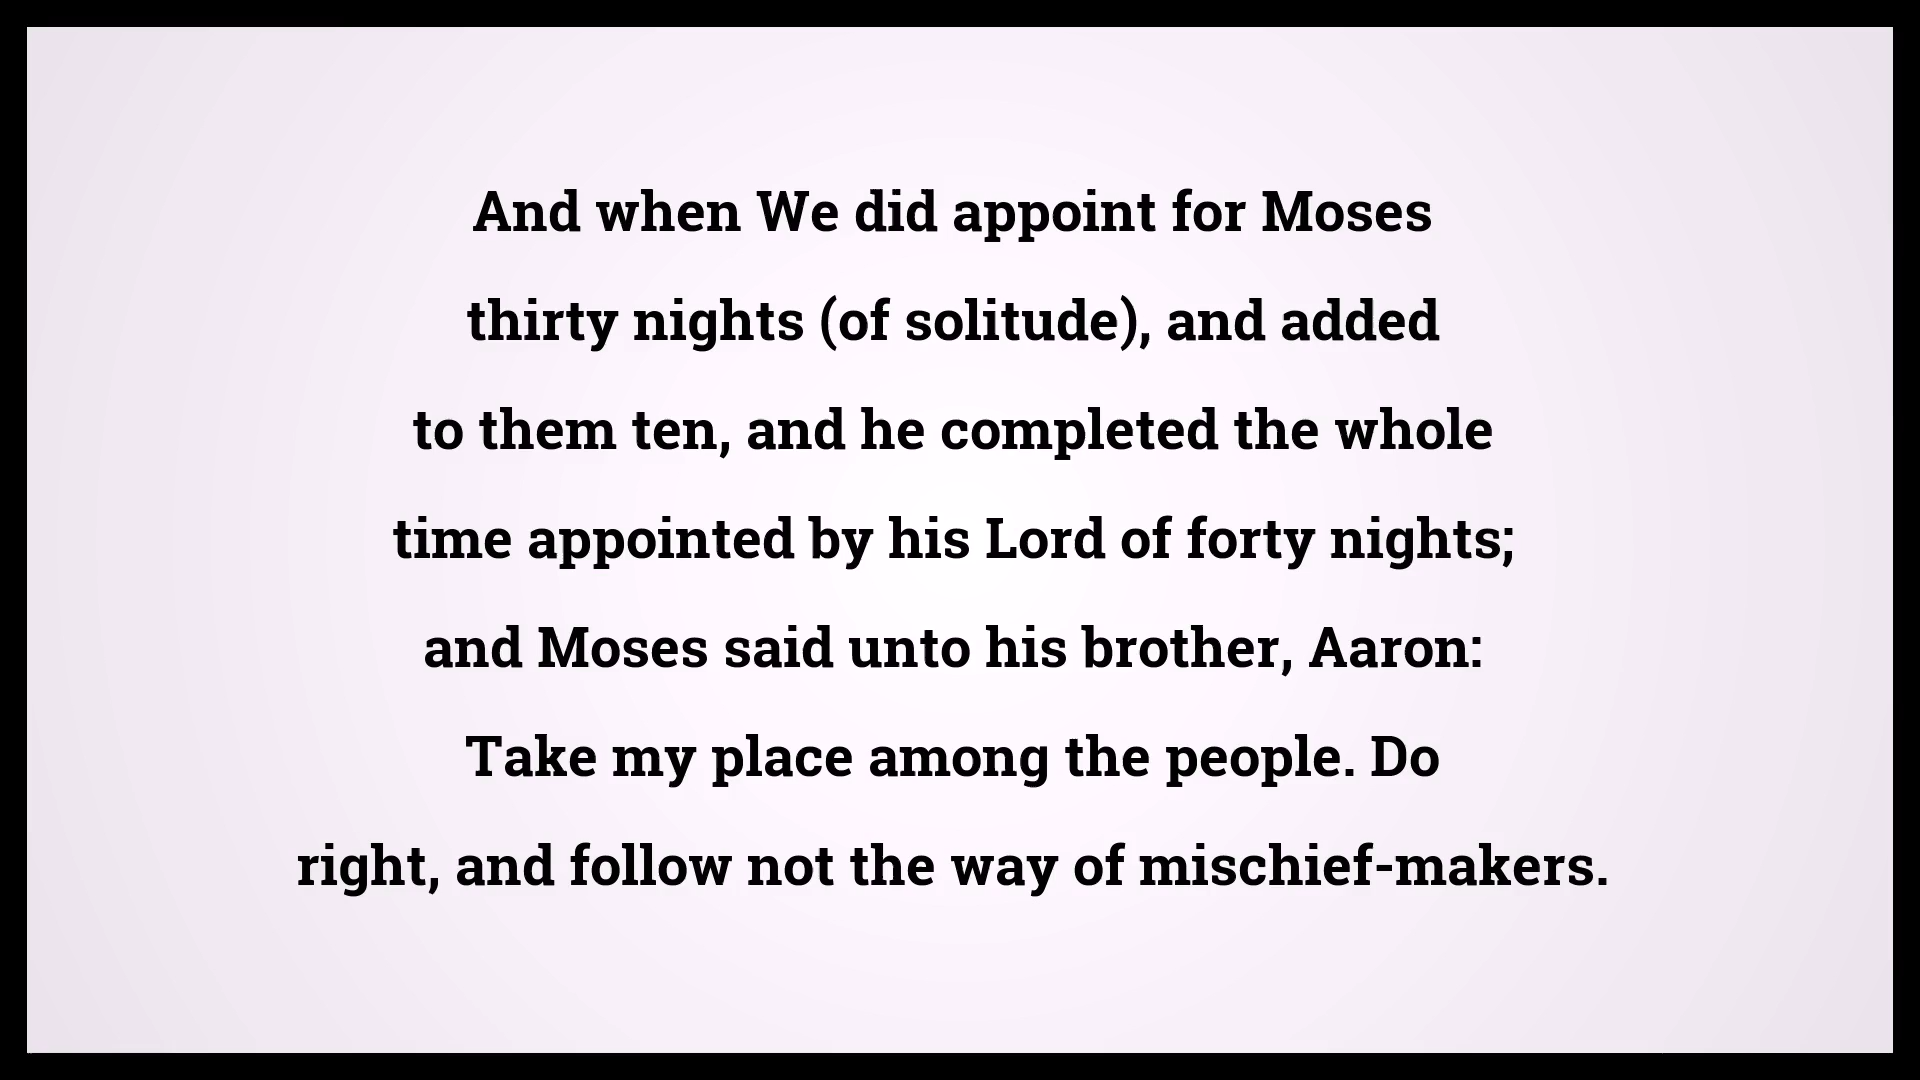 And when We did appoint for Moses
thirty nights (of solitude), and added
to them ten, and he completed the whole
time appointed by his Lord of forty nights;
and Moses said unto his brother, Aaron:
Take my place among the people. Do
right, and follow not the way of mischief-makers.